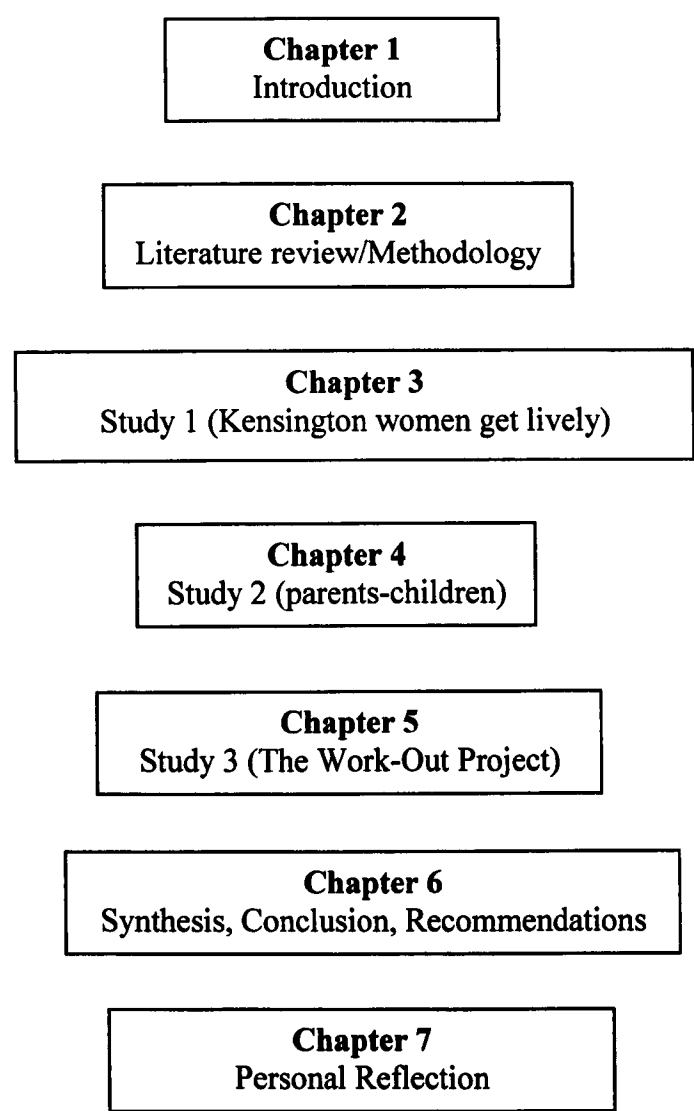 Chapter 1
Introduction
Chapter 2
Literature review/Methodology
Chapter 3
Study 1 (Kensington women get lively)
Chapter 4
Study 2 (parents-children)
Chapter 5
Study 3 (The Work-Out Project)
Chapter 6
Synthesis, Conclusion, Recommendations
Chapter 7
Personal Reflection